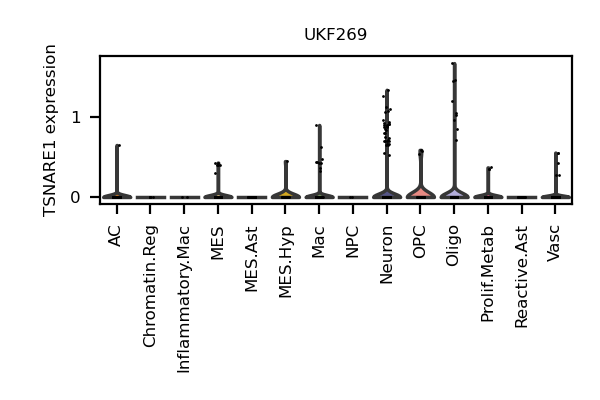 UKF269
TSNARE1 expression
1
0
AC
Chromatin.Reg
Inflammatory.Mac
MES
MES.Ast
MES.Hyp
Mac
NPC
Neuron
OPC
Oligo
Prolif.Metab
Reactive.Ast
Vasc